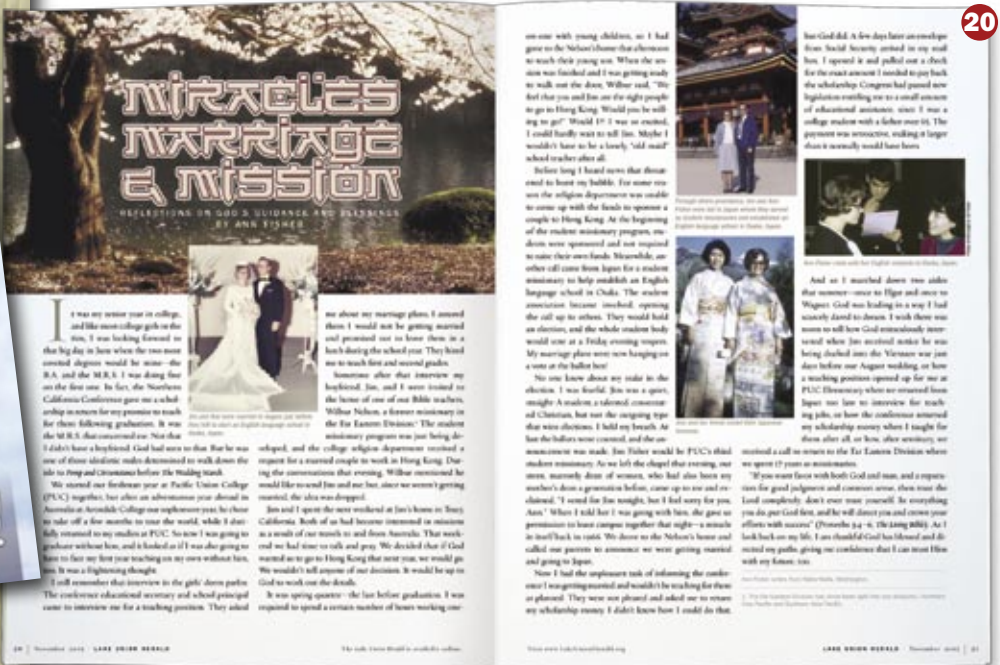 20
MIRACLES
MARRIAGE
& MISSION
REFLECTIONS ON GOD'S GUIDANCE AND BLESSINGS
BY ANN FISHER
It was my senior year in college,
and like most college girls in the
I was looking forward to
that big day in June when the two most
coveted degrees would be mine—the
B.A. and the M.R.S. I was doing fine
on the first one. In fact, the Northern
California Conference gave me a schol-
arship in return for my promise to teach
for them following graduation. It was
the M.R.S. that concerned me. Not that
I didn't have a boyfriend. God had seen to that. But he was
one of those idealistic males determined to walk down the
aisle to Pomp and Circumstance before The Wedding March.
We started our freshman year at Pacific Union College
(PUC) together, but after an adventurous year abroad in
Australia at Avondale College our sophomore year, he chose
to take off a few months to tour the world, while I duti-
fully returned to my studies at PUC. So now I was going to
graduate without him, and it looked as if I was also going to
have to face my first year teaching on my own without him,
too. It was a frightening thought.
I still remember that interview in the girls' dorm parlor.
The conference educational secretary and school principal
came to interview me for a teaching position. They asked
me about my marriage plans. I assured
them I would not be getting married
and promised not to leave them in a
lurch during the school year. They hired
me to teach first and second grades.
Sometime after that interview my
boyfriend, Jim, and I were invited to
the home of one of our Bible teachers,
Wilbur Nelson, a former missionary in
the Far Eastern Division.¹ The student
missionary program was just being de-
veloped, and the college religion department received a
request for a married couple to work in Hong Kong. Dur-
ing the conversations that evening, Wilbur mentioned he
would like to send Jim and me; but, since we weren't getting
married, the idea was dropped.
Jim and I spent the next weekend at Jim's home in Tracy,
California. Both of us had become interested in missions
as a result of our travels to and from Australia. That week-
end we had time to talk and pray. We decided that if God
wanted us to go to Hong Kong that next year, we would go.
We wouldn't tell anyone of our decision. It would be up to
God to work out the details.
It was spring quarter—the last before graduation. I was
required to spend a certain number of hours working one-
November LAKE UNION HERALD
The Lake Union Herald is available online.
on-one with young children, so I had
gone to the Nelson's home that afternoon
to teach their young son. When the ses-
sion was finished and I was getting ready
to walk out the door, Wilbur said, "We
feel that you and Jim are the right people
to go to Hong Kong. Would you be will-
ing to go?" Would I? I was so excited,
I could hardly wait to tell Jim. Maybe I
wouldn't have to be a lonely "old maid"
school teacher after all.
Before long I heard news that threat-
ened to burst my bubble. For some rea-
son the religion department was unable
to come up with the funds to sponsor a
couple to Hong Kong. At the beginning
of the student missionary program, stu-
dents were sponsored and not required
to raise their own funds. Meanwhile, an-
other call came from Japan for a student
missionary to help establish an English
language school in Osaka. The student
association became involved, opening
the call up to others. They would hold
an election, and the whole student body
would vote at a Friday evening vespers.
My marriage plans were now hanging on
a vote at the ballot box!
No one knew about my stake in the
election. I was fearful. Jim was a quiet,
straight-A student, a talented, consecrat-
ed Christian, but not the outgoing type
that wins elections. I held my breath. At
last the ballots were counted, and the an-
nouncement was made. Jim Fisher would be PUC's third
student missionary. As we left the chapel that evening, our
stern, matronly dean of women, who had also been my
mother's dean a generation before, came up to me and ex-
claimed, "I voted for Jim tonight, but I feel sorry for you,
Ann." When I told her I was going with him, she gave us
permission to leave campus together that night—a miracle
in itself back in 1966. We drove to the Nelson's home and
called our parents to announce we were getting married
and going to Japan.
Now I had the unpleasant task of informing the confer-
ence I was getting married and wouldn't be teaching for them
as planned. They were not pleased and asked me to return
my scholarship money. I didn't know how I could do that,
but God did. A few days later an envelope
from Social Security arrived in my mail
box. I opened it and pulled out a check
for the exact amount I needed to pay back
the scholarship. Congress had passed new
legislation entitling me to a small amount
of educational assistance, since I was a
college student with a father over 65. The
payment was retroactive, making it larger
than it normally would have been.
And so I marched down two aisles
that summer—once to Elgar and once to
Wagner. God was leading in a way I had
scarcely dared to dream. I wish there was
room to tell how God miraculously inter-
vened when Jim received notice he was
being drafted into the Vietnam war just
days before our August wedding, or how
a teaching position opened up for me at
PUC Elementary when we returned from
Japan too late to interview for teach-
ing jobs, or how the conference returned
my scholarship money when I taught for
them after all, or how, after seminary, we
received a call to return to the Far Eastern Division where
we spent 17 years as missionaries.
"If you want favor with both God and man, and a reputa-
tion for good judgment and common sense, then trust the
Lord completely; don't ever trust yourself. In everything
you do, put God first, and he will direct you and crown your
efforts with success" (Proverbs 3:4–6, The Living Bible). As I
look back on my life, I am thankful God has blessed and di-
rected my paths, giving me confidence that I can trust Him
with my future, too.
Ann Fisher writes from Walla Walla, Washington.
LAKE UNION HERALD November